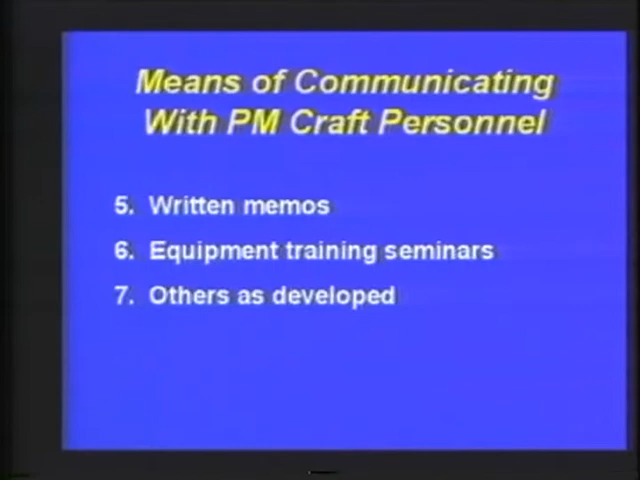 Means of Communicating
With PM Craft Personnel
5. Written memos
6. Equipment training seminars
7. Others as developed